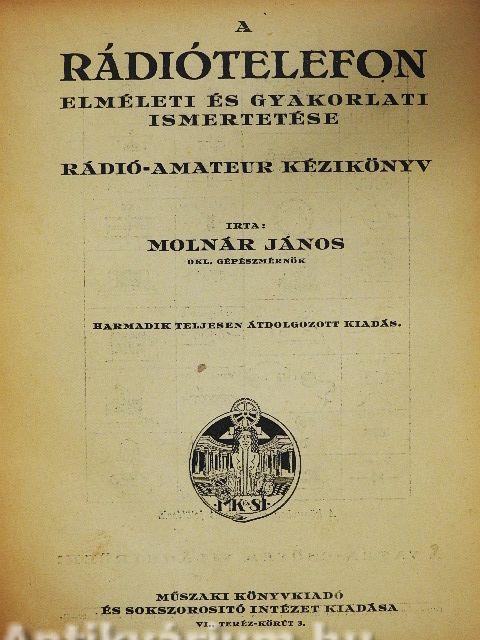 A
RÁDIÓTELEFON
ELMÉLETI ÉS GYAKORLATI
ISMERTETÉSE
RÁDIÓ-AMATEUR KÉZIKÖNYV
IRTA:
MOLNÁR JÁNOS
OKL. GÉPÉSZMÉRNÖK
HARMADIK TELJESEN ÁTDOLGOZOTT KIADÁS.
MŰSZAKI KÖNYVKIADÓ
ÉS SOKSZOROSITÓ INTÉZET KIADÁSA
VI., TERÉZ-KÖRÚT 3.